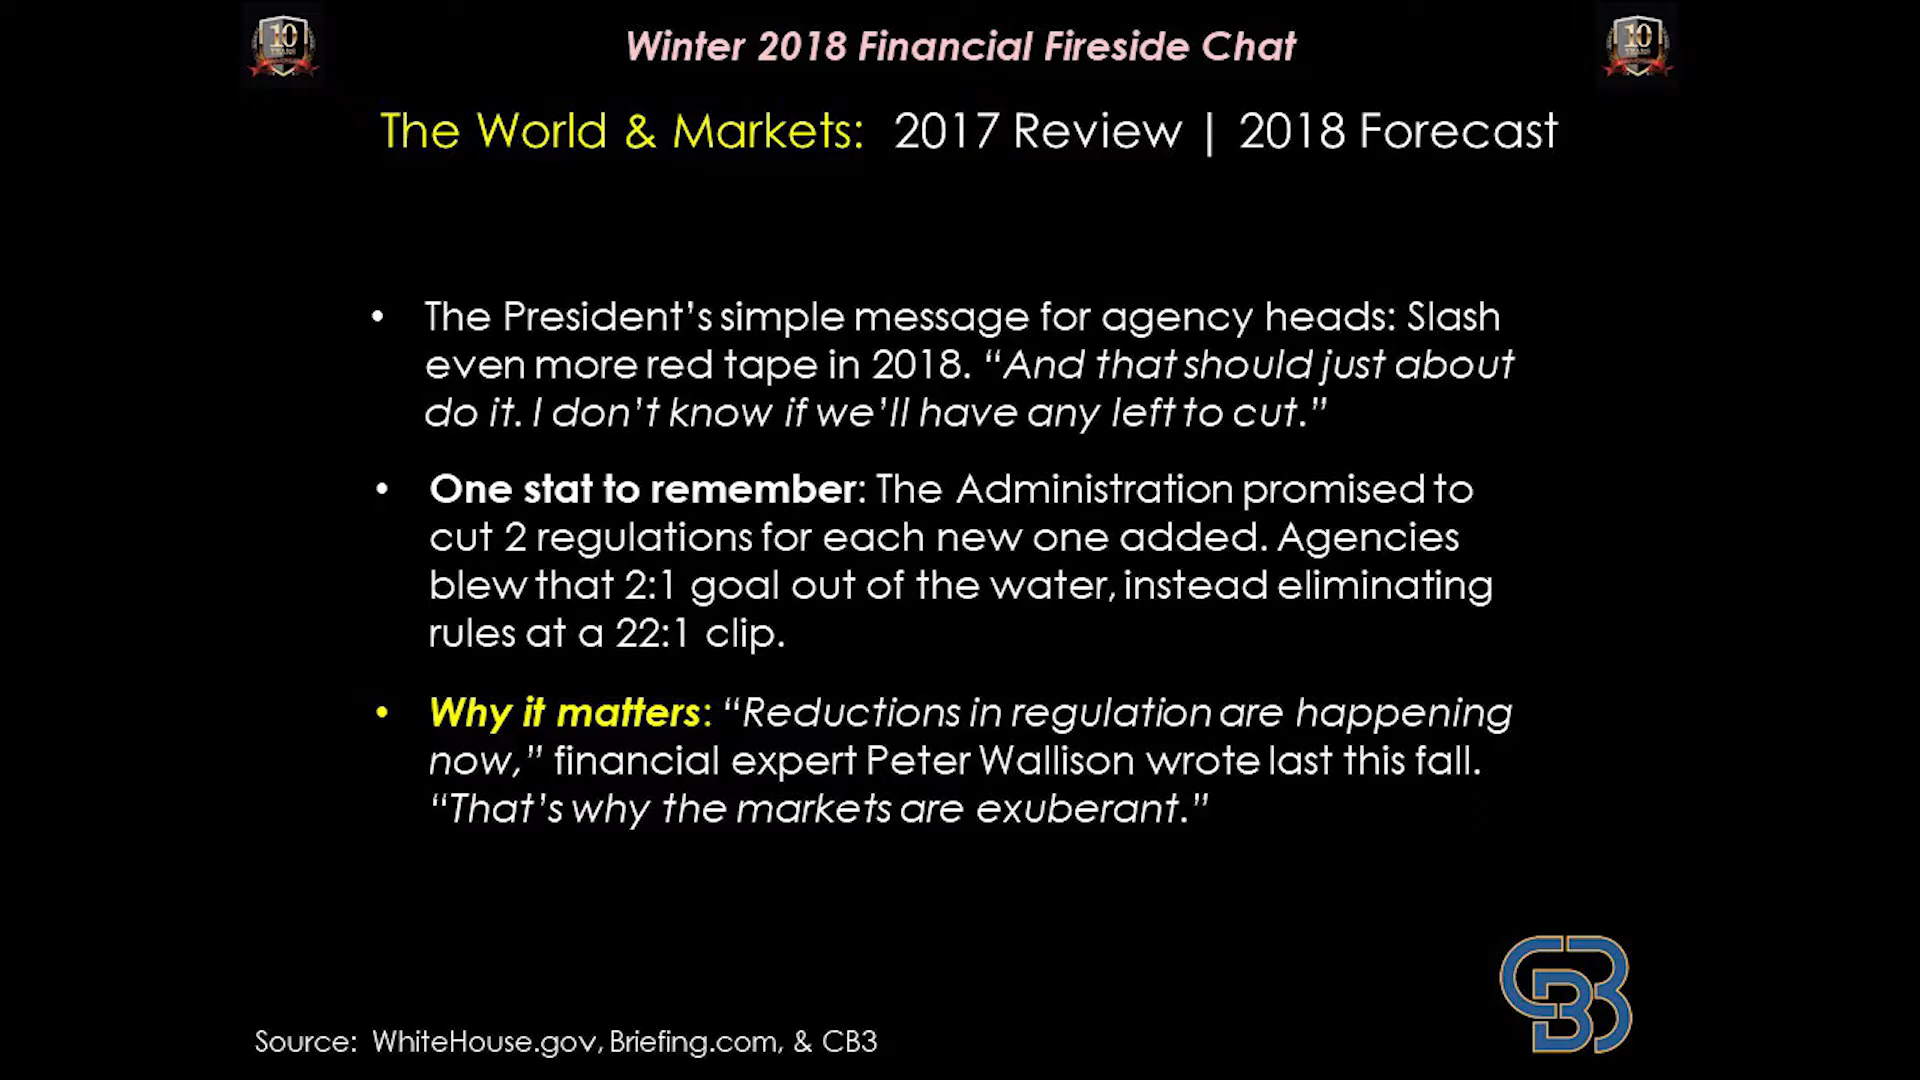 10
YEARS
Winter 2018 Financial Fireside Chat
10
YEARS
The World & Markets: 2017 Review | 2018 Forecast
• The President’s simple message for agency heads: Slash
even more red tape in 2018. “And that should just about
do it. I don’t know if we’ll have any left to cut.”
• One stat to remember: The Administration promised to
cut 2 regulations for each new one added. Agencies
blew that 2:1 goal out of the water, instead eliminating
rules at a 22:1 clip.
• Why it matters: “Reductions in regulation are happening
now,” financial expert Peter Wallison wrote last this fall.
“That’s why the markets are exuberant.”
CB3
Source: WhiteHouse.gov, Briefing.com, & CB3